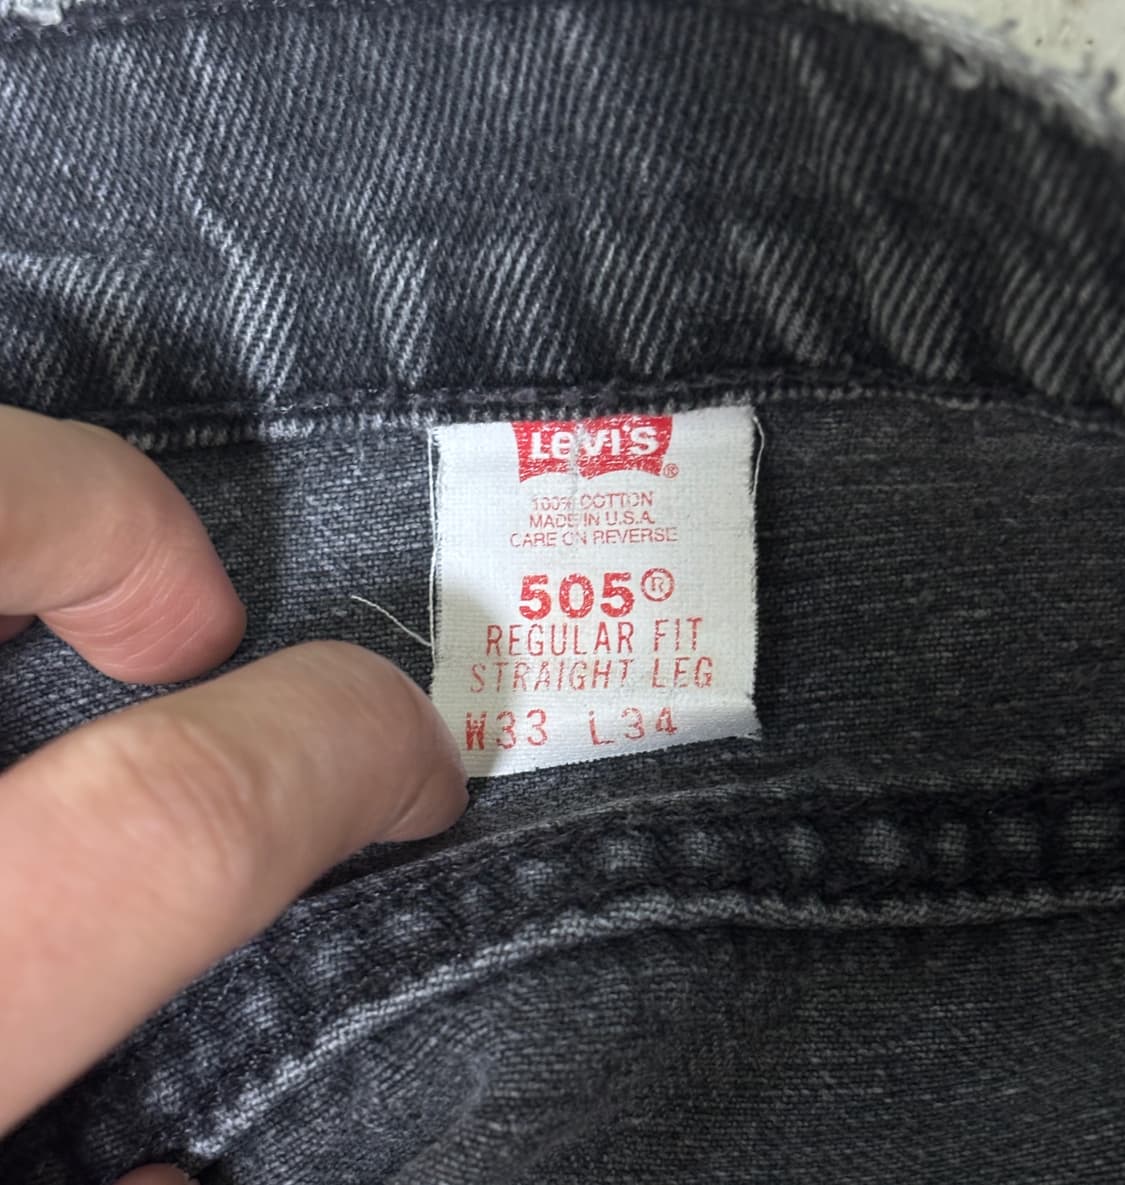 LEVI'S ®
100% COTTON
MADE IN U.S.A.
CARE ON REVERSE
505®
REGULAR FIT
STRAIGHT LEG
W33 L34